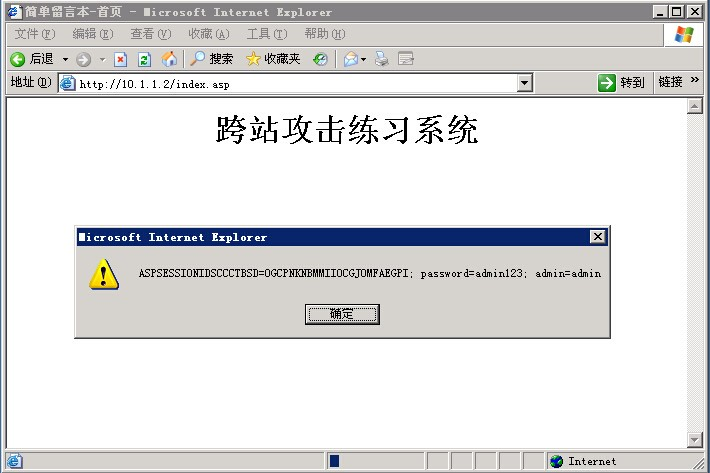 简单留言本-首页 - Microsoft Internet Explorer
文件(F) 编辑(E) 查看(V) 收藏(A) 工具(T) 帮助(H)
后退 搜索 收藏夹
地址(D) http://10.1.1.2/index.asp 转到 链接 »
跨站攻击练习系统
Microsoft Internet Explorer
ASPSESSIONIDSCCCTBSD=OGCPNKNBMMIIOCGJOMFAEGPI; password=admin123; admin=admin
确定
Internet